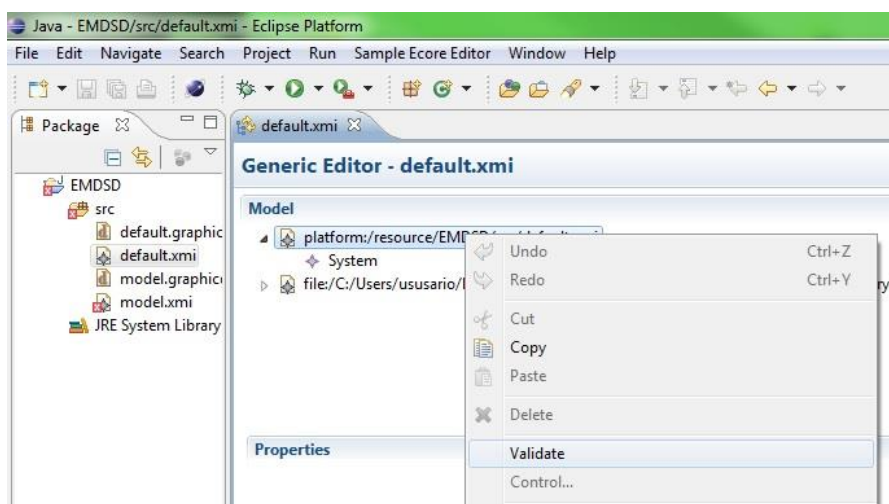 Java - EMDSD/src/default.xmi - Eclipse Platform
File Edit Navigate Search Project Run Sample Ecore Editor Window Help
Package
default.xmi
EMDSD
src
default.graphic
default.xmi
model.graphic
model.xmi
JRE System Library
Generic Editor - default.xmi
Model
platform:/resource/EMD
System
file:/C:/Users/ususario/
Undo Ctrl+Z
Redo Ctrl+Y
Cut
Copy
Paste
Delete
Validate
Control...
Properties